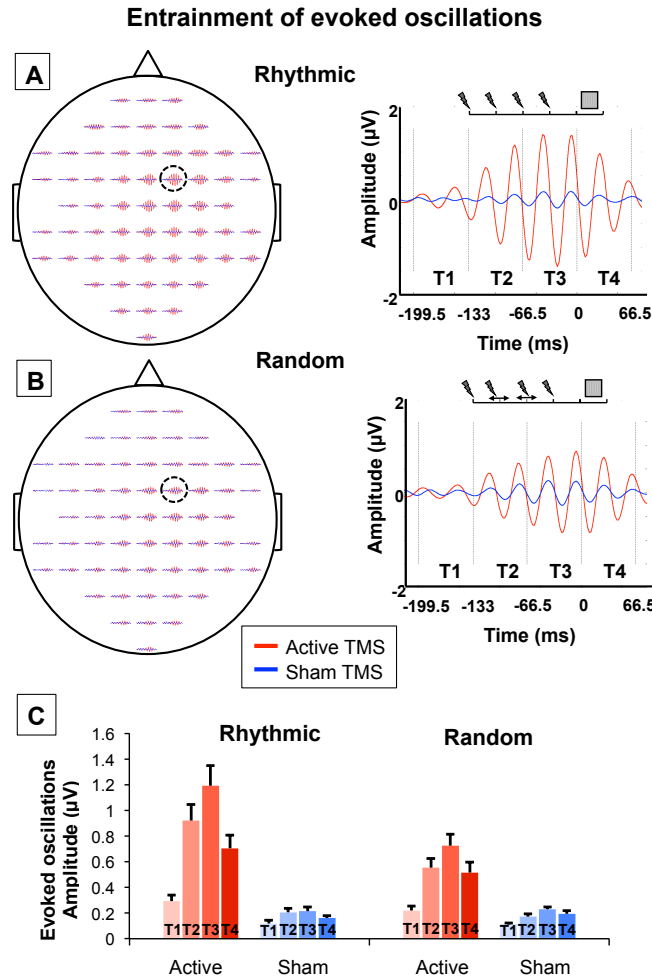 Entrainment of evoked oscillations
A
Rhythmic
Amplitude (µV)
2
0
-2
T1 T2 T3 T4
-199.5 -133 -66.5 0 66.5
Time (ms)
B
Random
Amplitude (µV)
2
0
-2
T1 T2 T3 T4
-199.5 -133 -66.5 0 66.5
Time (ms)
Active TMS
Sham TMS
C
Rhythmic Random
Evoked oscillations
Amplitude (µV)
1.6
1.4
1.2
1
0.8
0.6
0.4
0.2
0
T1 T2 T3 T4 T1 T2 T3 T4 T1 T2 T3 T4 T1 T2 T3 T4
Active Sham Active Sham